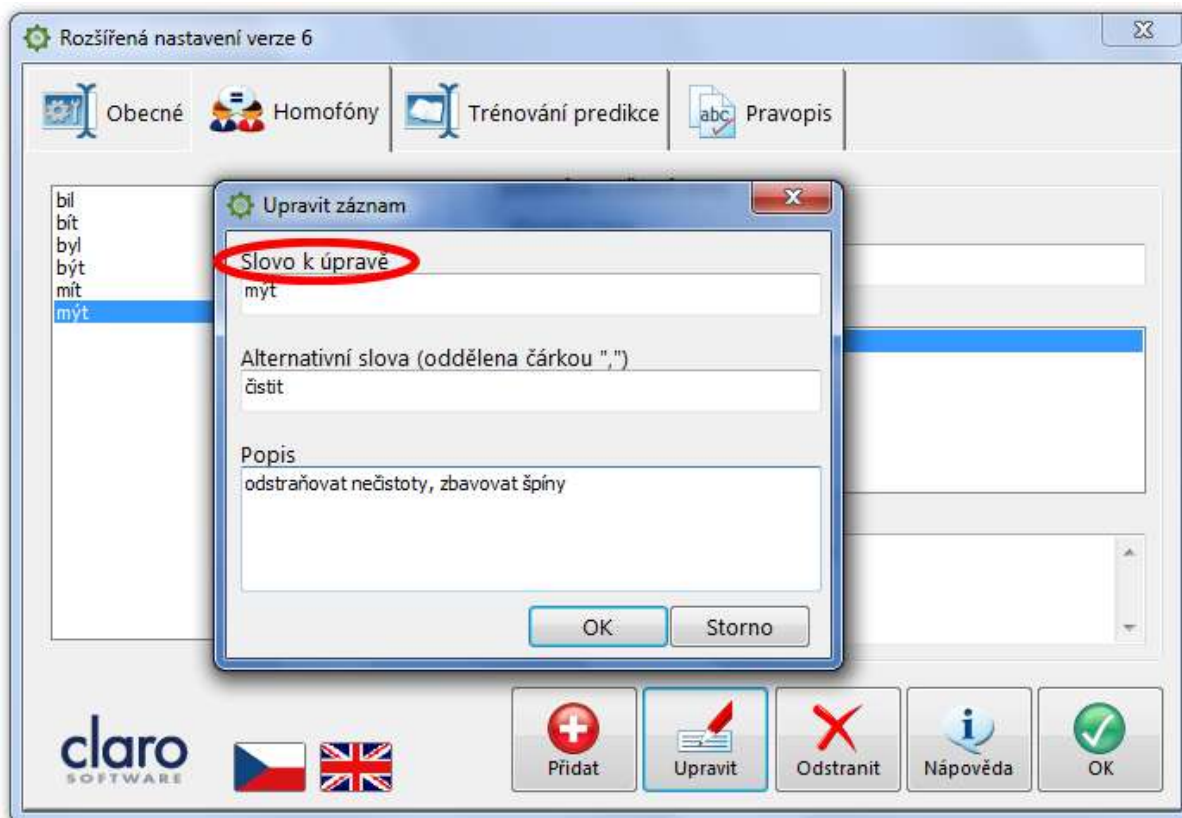 Rozšířená nastavení verze 6
Obecné
Homofóny
Trénování predikce
abc
Pravopis
bil
bít
byl
být
mít
mýt
Upravit záznam
Slovo k úpravě
mýt
Alternativní slova (oddělena čárkou ",")
čistit
Popis
odstraňovat nečistoty, zbavovat špíny
OK
Storno
claro
SOFTWARE
Přidat
Upravit
Odstranit
Nápověda
OK